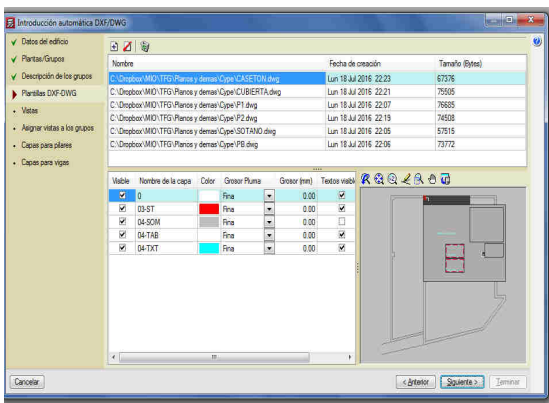 Introducción automática DXF/DWG
Datos del edificio
Plantas/Grupos
Descripción de los grupos
Plantillas DXF-DWG
Vistas
Asignar vistas a los grupos
Capas para pilares
Capas para vigas
Nombre Fecha de creación Tamaño (Bytes)
C:\Dropbox\MIO\TFG\Planos y demas\Cype\CASETON.dwg Lun 18 Jul 2016 22:23 67376
C:\Dropbox\MIO\TFG\Planos y demas\Cype\CUBIERTA.dwg Lun 18 Jul 2016 22:21 75505
C:\Dropbox\MIO\TFG\Planos y demas\Cype\P1.dwg Lun 18 Jul 2016 22:07 76685
C:\Dropbox\MIO\TFG\Planos y demas\Cype\P2.dwg Lun 18 Jul 2016 22:19 74508
C:\Dropbox\MIO\TFG\Planos y demas\Cype\SOTANO.dwg Lun 18 Jul 2016 22:05 57515
C:\Dropbox\MIO\TFG\Planos y demas\Cype\PB.dwg Lun 18 Jul 2016 22:06 73772
Visible Nombre de la capa Color Grosor Pluma Grosor (mm) Textos visibl
0 Fina 0.00
03-ST Fina 0.00
04-SOM Fina 0.00
04-TAB Fina 0.00
04-TXT Fina 0.00
Cancelar < Anterior Siguiente > Terminar